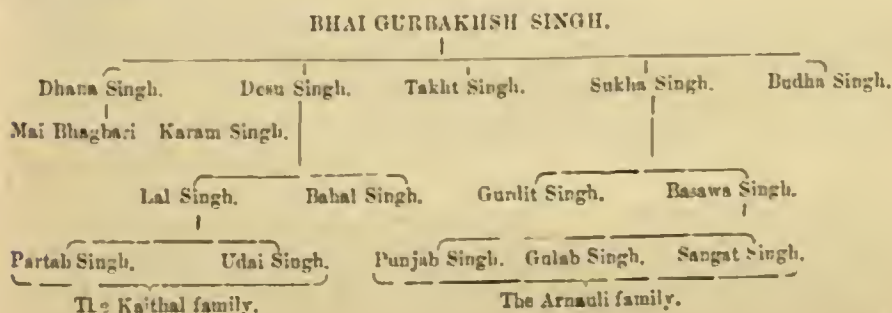 BHAI GURBAKHSH SINGH.
Dhana Singh. Desu Singh. Takht Singh. Sukha Singh. Budha Singh.
Mai Bhagbari Karam Singh.
Lal Singh. Bahal Singh. Gurdit Singh. Basawa Singh.
Partab Singh. Udai Singh. Punjab Singh. Gulab Singh. Sangat Singh.
The Kaithal family. The Arnauli family.